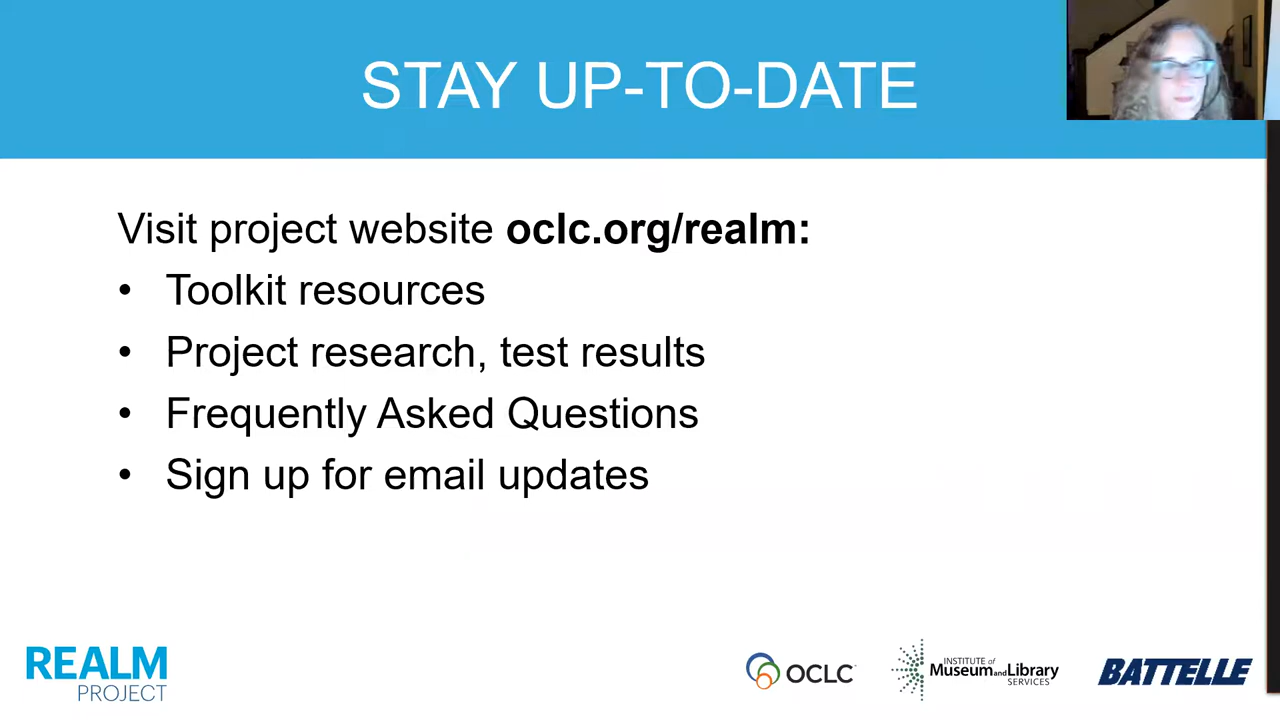 STAY UP-TO-DATE
Visit project website oclc.org/realm:
• Toolkit resources
• Project research, test results
• Frequently Asked Questions
• Sign up for email updates
REALM
PROJECT
OCLC
INSTITUTE of
Museum and Library
SERVICES
BATTELLE